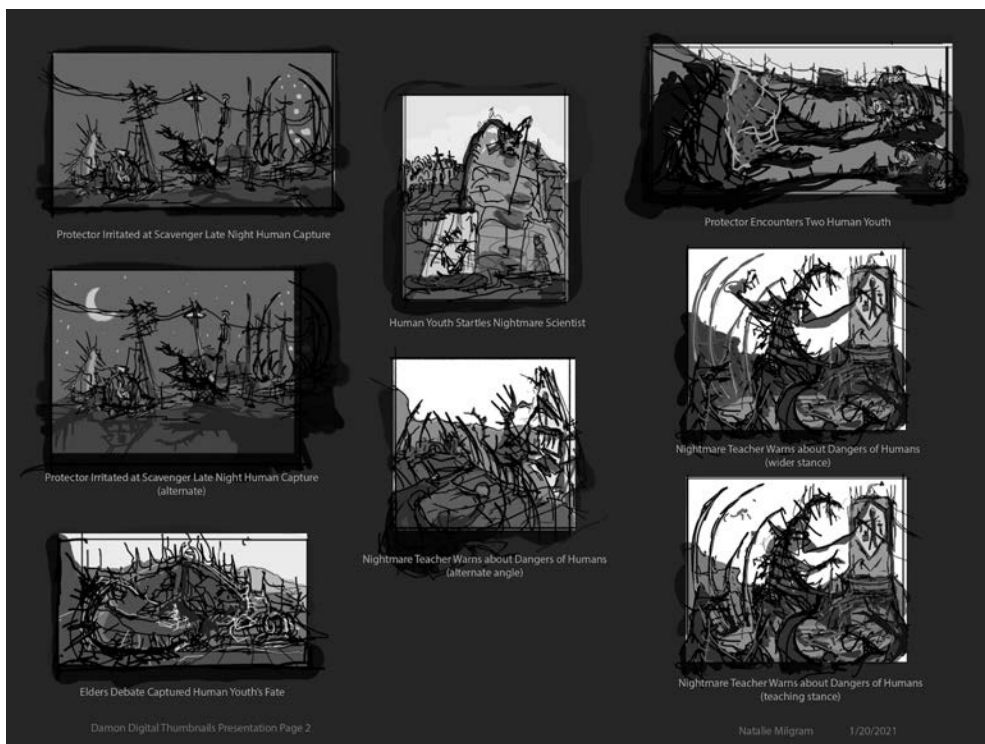 Protector Irritated at Scavenger Late Night Human Capture
Protector Irritated at Scavenger Late Night Human Capture
(alternate)
Elders Debate Captured Human Youth's Fate
Human Youth Startles Nightmare Scientist
Nightmare Teacher Warns about Dangers of Humans
(alternate angle)
Protector Encounters Two Human Youth
Nightmare Teacher Warns about Dangers of Humans
(wider stance)
Nightmare Teacher Warns about Dangers of Humans
(teaching stance)
Damon Digital Thumbnails Presentation Page 2
Natalie Milgram 1/20/2021